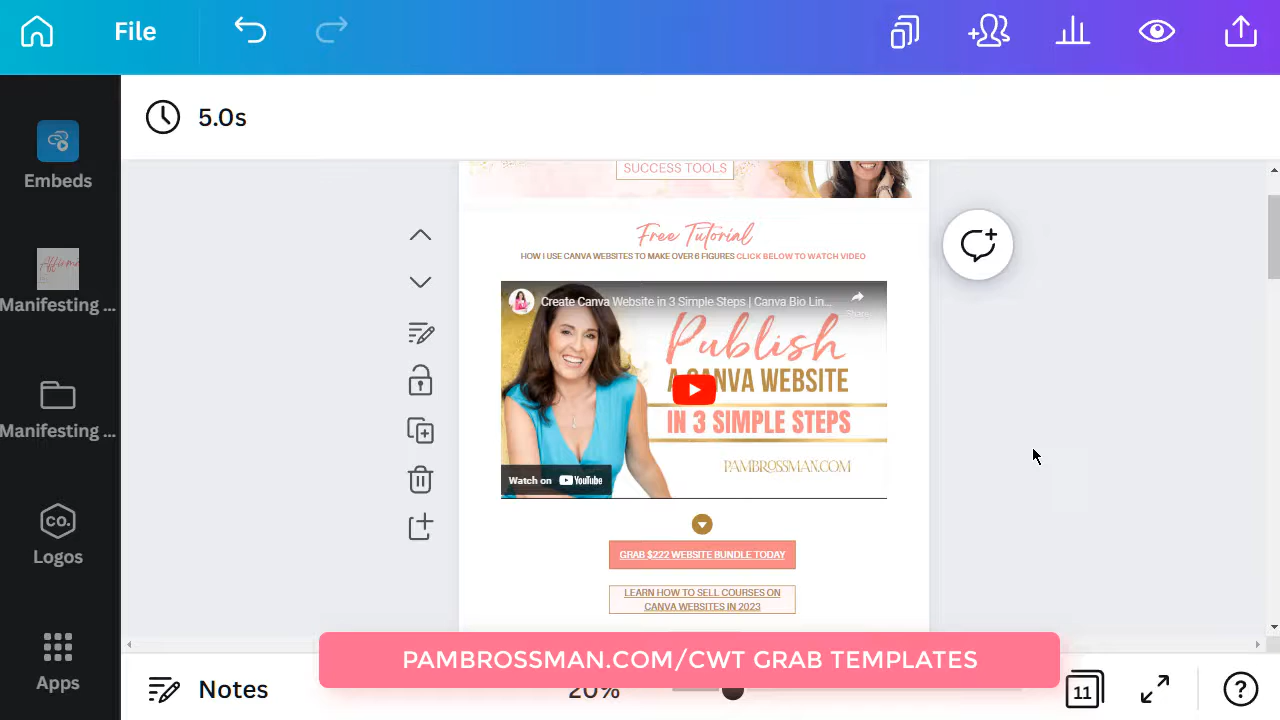 File
5.0s
Embeds
Manifesting ...
Manifesting ...
CO.
Logos
Apps
SUCCESS TOOLS
Free Tutorial
HOW I USE CANVA WEBSITES TO MAKE OVER 6 FIGURES CLICK BELOW TO WATCH VIDEO
Create Canva Website in 3 Simple Steps | Canva Bio Lin...
Share
Publish
A CANVA WEBSITE
IN 3 SIMPLE STEPS
PAMBROSSMAN.COM
Watch on YouTube
GRAB $222 WEBSITE BUNDLE TODAY
LEARN HOW TO SELL COURSES ON
CANVA WEBSITES IN 2023
PAMBROSSMAN.COM/CWT GRAB TEMPLATES
Notes
20%
11